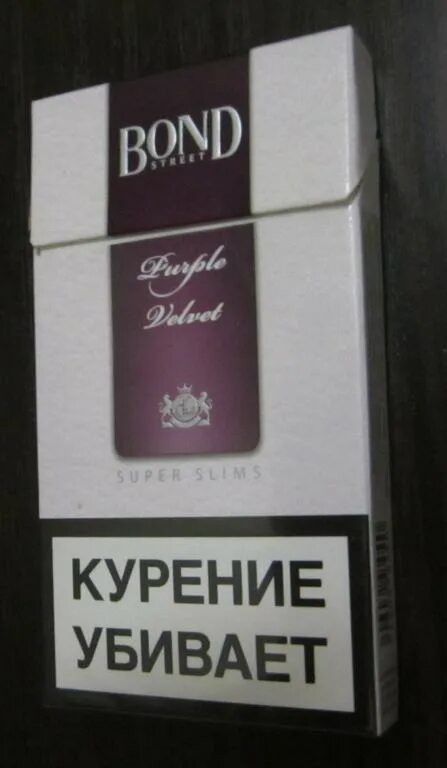 BOND
STREET
Purple
Velvet
SUPER SLIMS
КУРЕНИЕ
УБИВАЕТ